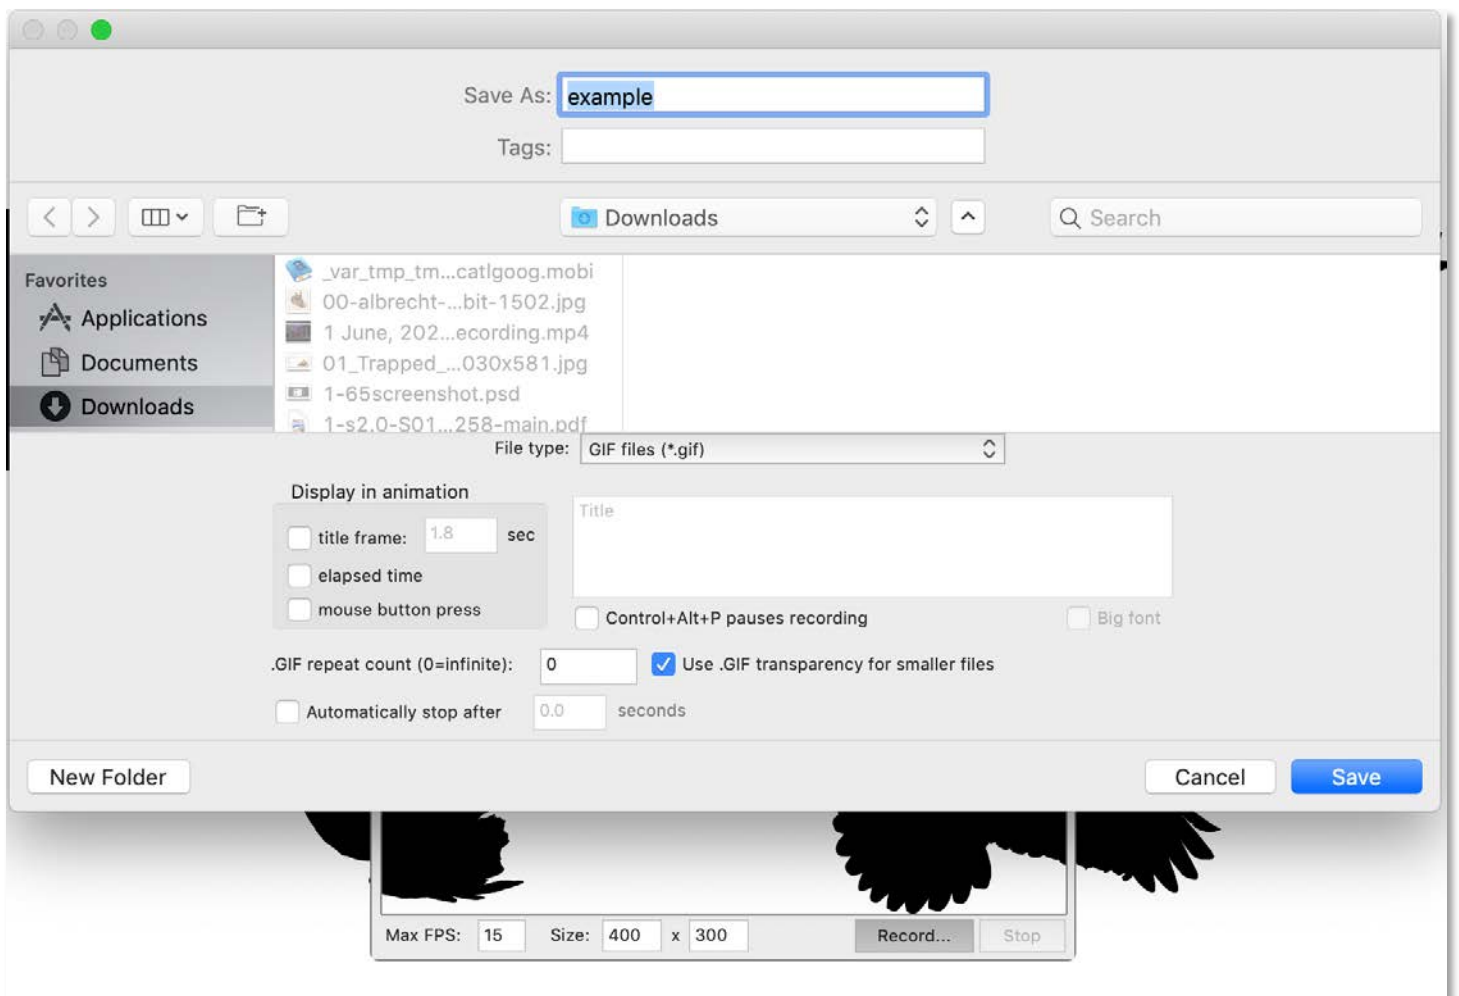 Save As: example
Tags:
Downloads
Search
Favorites
Applications
Documents
Downloads
_var_tmp_tm...catlgoog.mobi
00-albrecht-...bit-1502.jpg
1 June, 202...ecording.mp4
01_Trapped_...030x581.jpg
1-65screenshot.psd
1-s2.0-S01...258-main.pdf
File type: GIF files (*.gif)
Display in animation
title frame: 1.8 sec
elapsed time
mouse button press
Title
Control+Alt+P pauses recording
Big font
.GIF repeat count (0=infinite): 0
Use .GIF transparency for smaller files
Automatically stop after 0.0 seconds
New Folder
Cancel
Save
Max FPS: 15 Size: 400 x 300 Record... Stop